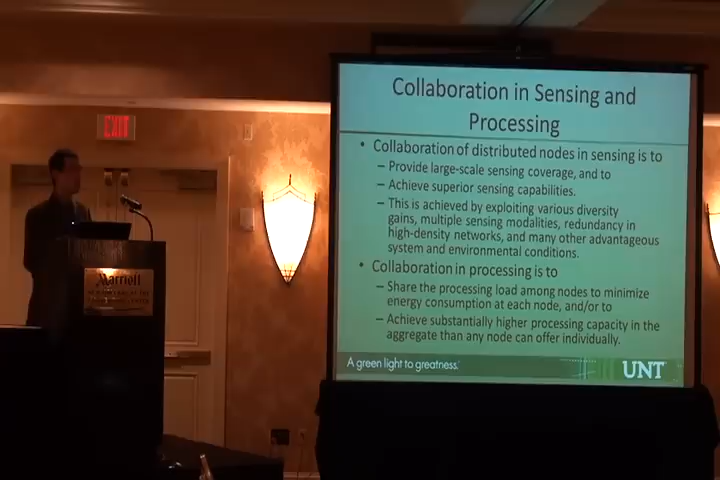 EXIT
Marriott
Collaboration in Sensing and
Processing
• Collaboration of distributed nodes in sensing is to
– Provide large-scale sensing coverage, and to
– Achieve superior sensing capabilities.
– This is achieved by exploiting various diversity
gains, multiple sensing modalities, redundancy in
high-density networks, and many other advantageous
system and environmental conditions.
• Collaboration in processing is to
– Share the processing load among nodes to minimize
energy consumption at each node, and/or to
– Achieve substantially higher processing capacity in the
aggregate than any node can offer individually.
A green light to greatness.
UNT